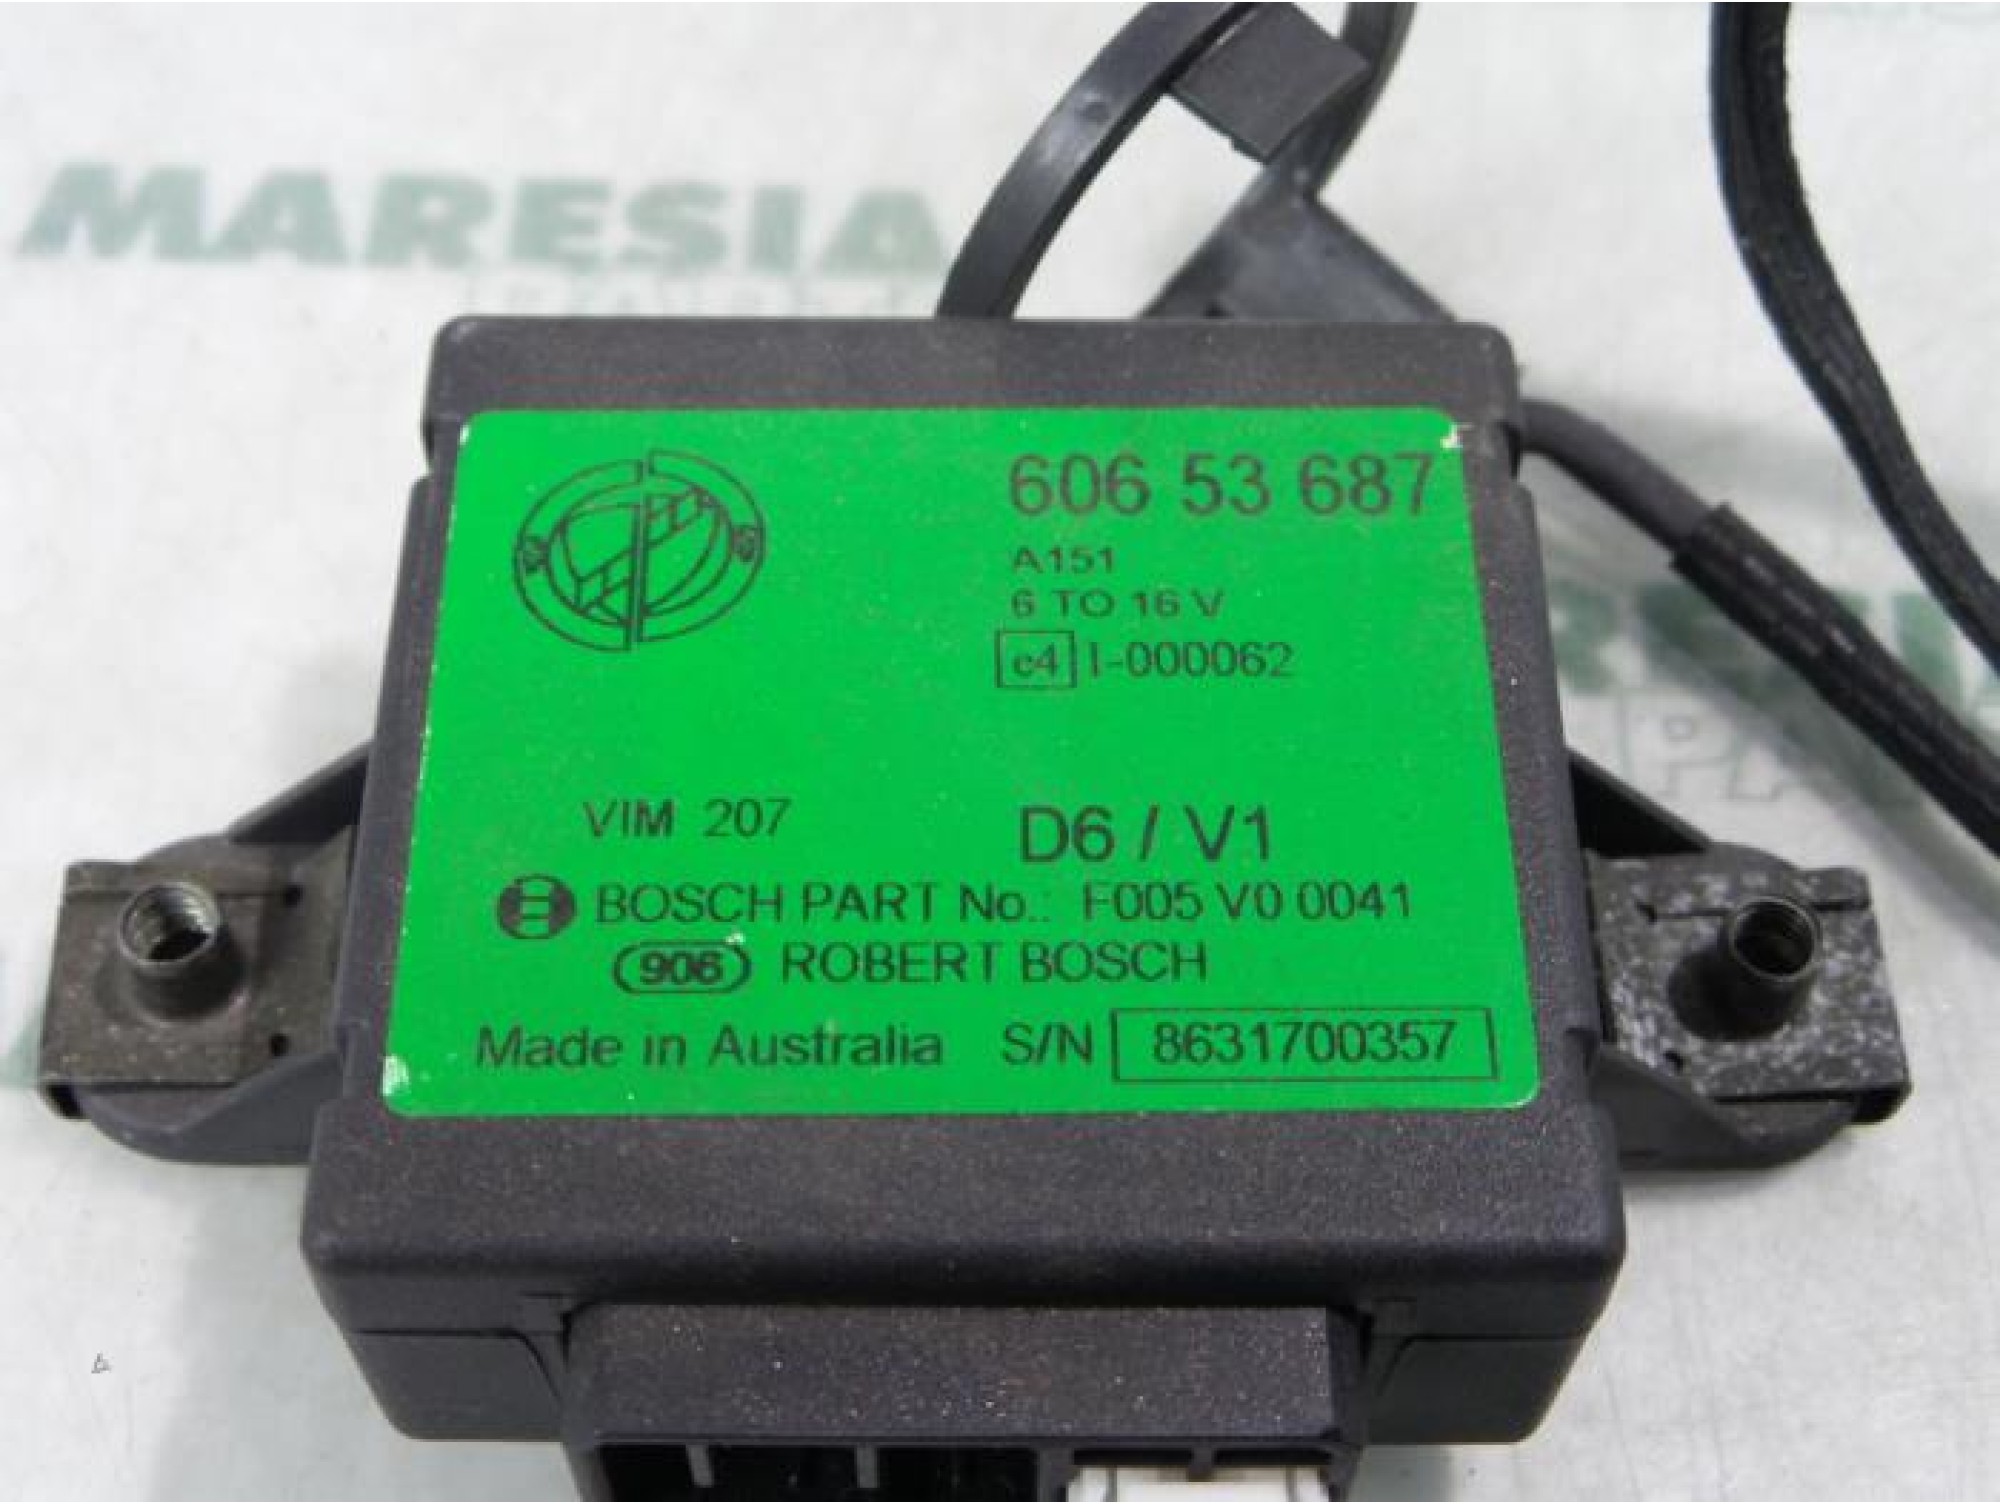 MARESIA
PARTS
606 53 687
A151
6 TO 16 V
e4 I-000062
VIM 207
D6 / V1
BOSCH PART No.: F005 V0 0041
906 ROBERT BOSCH
Made in Australia S/N 8631700357